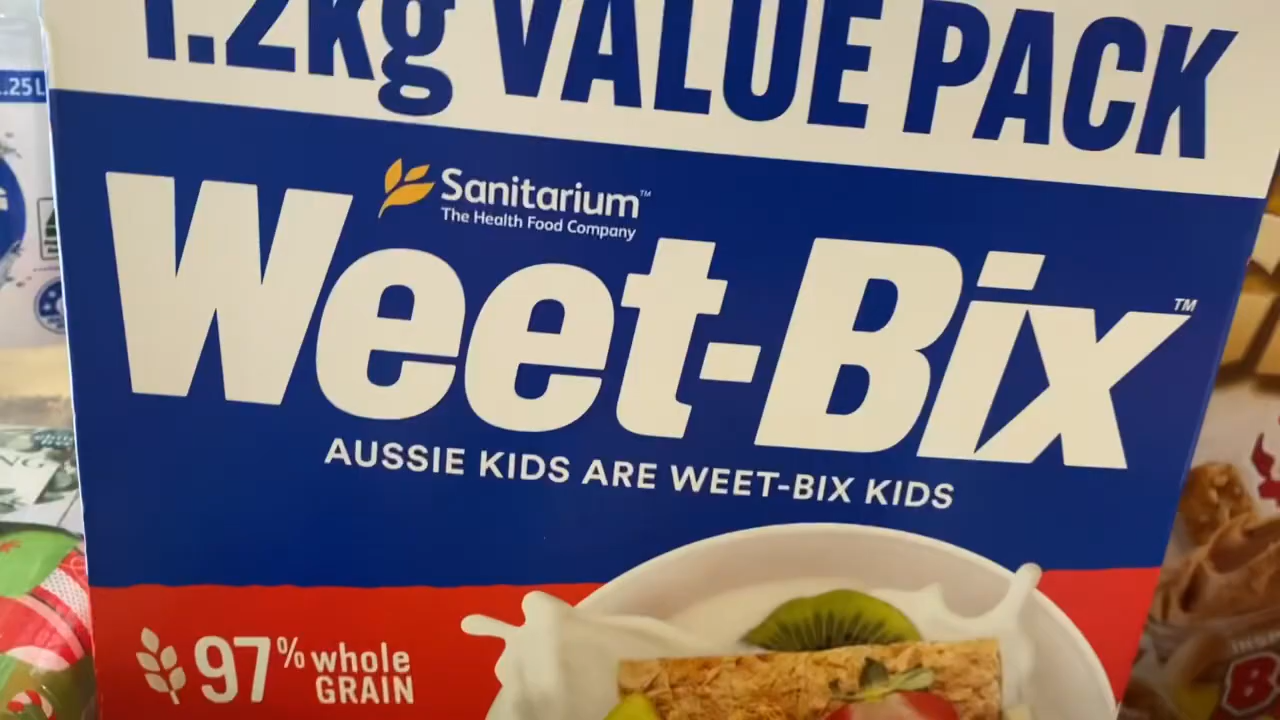 1.2kg VALUE PACK
.25L
Sanitarium™
The Health Food Company
Weet-Bix™
AUSSIE KIDS ARE WEET-BIX KIDS
97% whole
GRAIN